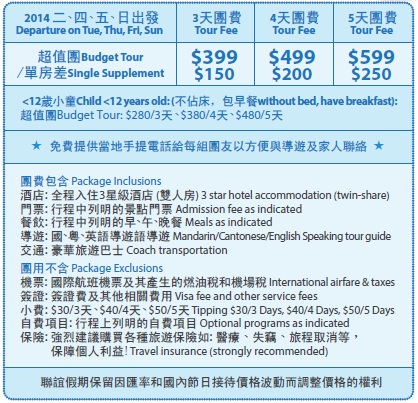 2014 二、四、五、日出發 3天團費 4天團費 5天團費
Departure on Tue, Thu, Fri, Sun Tour Fee Tour Fee Tour Fee
超值團Budget Tour $399 $499 $599
/單房差Single Supplement $150 $200 $250
<12歲小童Child <12 years old: (不佔床，包早餐without bed, have breakfast):
超值團Budget Tour: $280/3天、$380/4天、$480/5天
★ 免費提供當地手提電話給每組團友以方便與導遊及家人聯絡 ★
團費包含 Package Inclusions
酒店: 全程入住3星級酒店 (雙人房) 3 star hotel accommodation (twin-share)
門票: 行程中列明的景點門票 Admission fee as indicated
餐飲: 行程中列明的早、午、晚餐 Meals as indicated
導遊: 國、粵、英語導遊語導遊 Mandarin/Cantonese/English Speaking tour guide
交通: 豪華旅遊巴士 Coach transportation
團用不含 Package Exclusions
機票: 國際航班機票及其產生的燃油稅和機場稅 International airfare & taxes
簽證: 簽證費及其他相關費用 Visa fee and other service fees
小費: $30/3天、$40/4天、$50/5天 Tipping $30/3 Days, $40/4 Days, $50/5 Days
自費項目: 行程上列明的自費項目 Optional programs as indicated
保險: 強烈建議購買各種旅遊保險如: 醫療、失竊、旅程取消等，
保障個人利益! Travel insurance (strongly recommended)
聯誼假期保留因匯率和國內節日接待價格波動而調整價格的權利